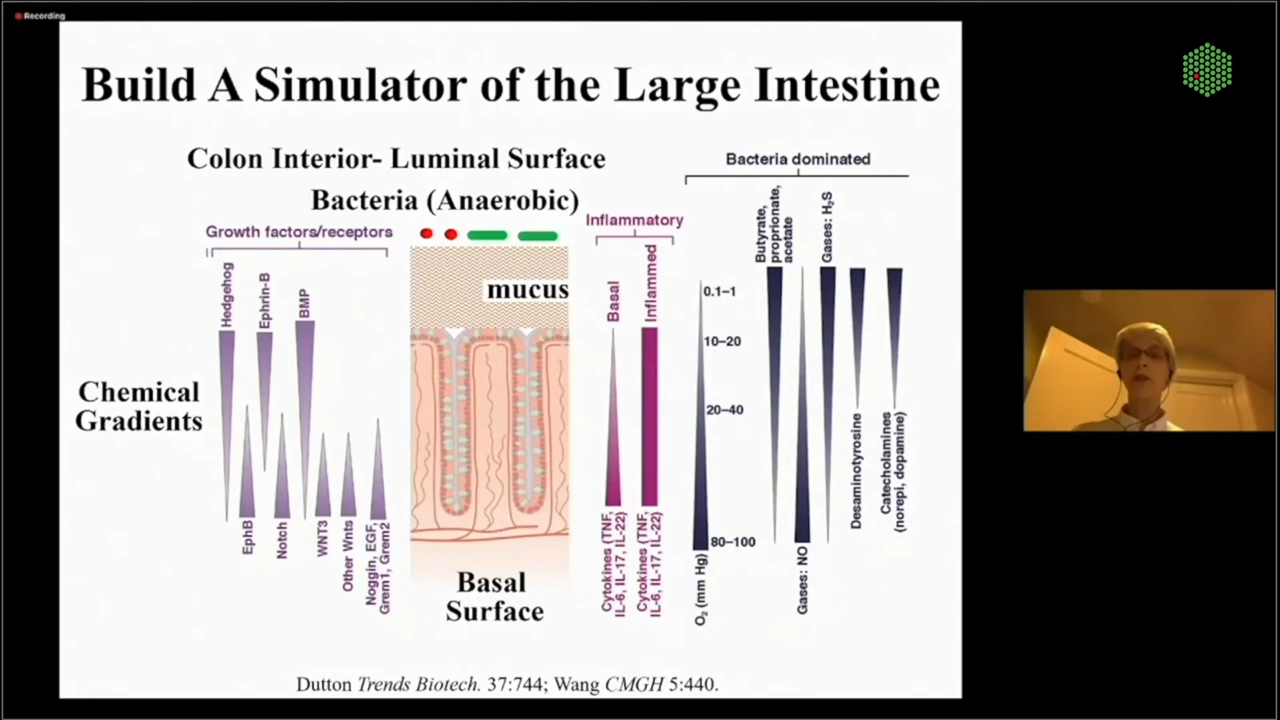 Recording
Build A Simulator of the Large Intestine
Colon Interior- Luminal Surface
Bacteria (Anaerobic)
Growth factors/receptors
Hedgehog
Ephrin-B
BMP
EphB
Notch
WNT3
Other Wnts
Noggin, EGF,
Grem1, Grem2
Chemical
Gradients
mucus
Basal
Surface
Inflammatory
Basal
Inflammed
Cytokines (TNF,
IL-6, IL-17, IL-22)
Cytokines (TNF,
IL-6, IL-17, IL-22)
Bacteria dominated
0.1–1
10–20
20–40
80–100
O₂ (mm Hg)
Butyrate,
proprionate,
acetate
Gases: NO
Gases: H₂S
Desaminotyrosine
Catecholamines
(norepi, dopamine)
Dutton Trends Biotech. 37:744; Wang CMGH 5:440.